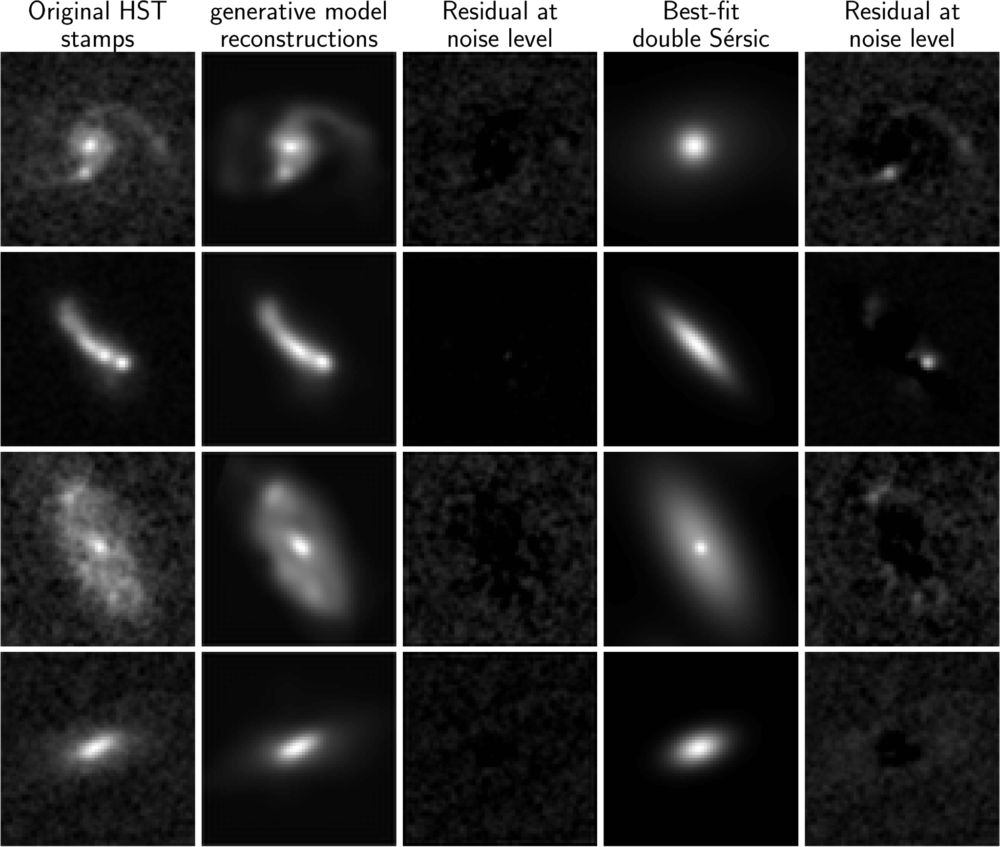 Original HST
stamps
generative model
reconstructions
Residual at
noise level
Best-fit
double Sérsic
Residual at
noise level